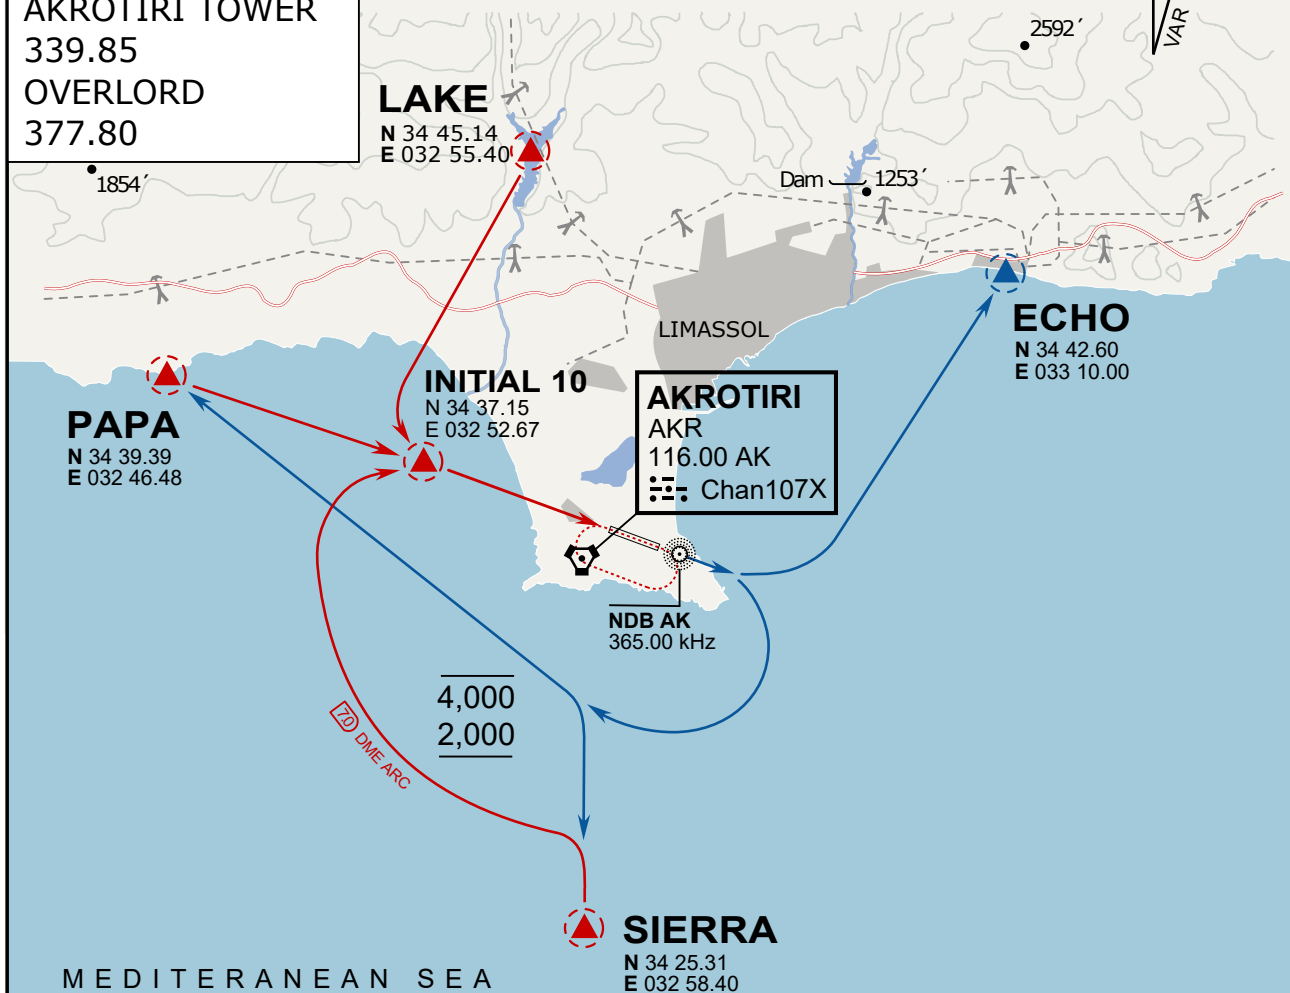 AKROTIRI TOWER
339.85
OVERLORD
377.80
VAR
2592´
LAKE
N 34 45.14
E 032 55.40
1854´
Dam
1253´
LIMASSOL
ECHO
N 34 42.60
E 033 10.00
INITIAL 10
N 34 37.15
E 032 52.67
PAPA
N 34 39.39
E 032 46.48
AKROTIRI
AKR
116.00 AK
Chan107X
NDB AK
365.00 kHz
4,000
2,000
7.0 DME ARC
SIERRA
N 34 25.31
E 032 58.40
MEDITERANEAN SEA